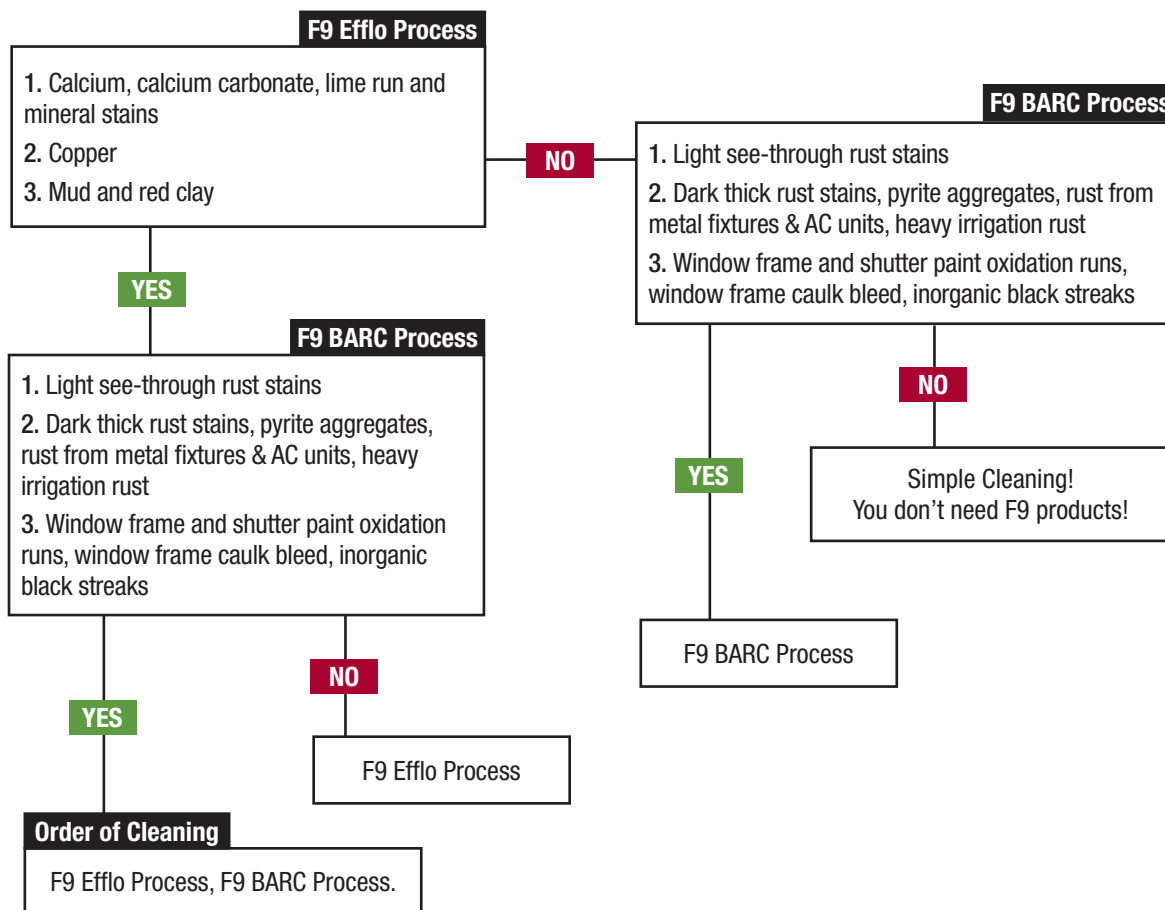 F9 Efflo Process
1. Calcium, calcium carbonate, lime run and
mineral stains
2. Copper
3. Mud and red clay
NO
F9 BARC Process
1. Light see-through rust stains
2. Dark thick rust stains, pyrite aggregates, rust from
metal fixtures & AC units, heavy irrigation rust
3. Window frame and shutter paint oxidation runs,
window frame caulk bleed, inorganic black streaks
YES
F9 BARC Process
1. Light see-through rust stains
2. Dark thick rust stains, pyrite aggregates,
rust from metal fixtures & AC units, heavy
irrigation rust
3. Window frame and shutter paint oxidation
runs, window frame caulk bleed, inorganic
black streaks
NO
YES
Simple Cleaning!
You don’t need F9 products!
F9 BARC Process
NO
YES
F9 Efflo Process
Order of Cleaning
F9 Efflo Process, F9 BARC Process.